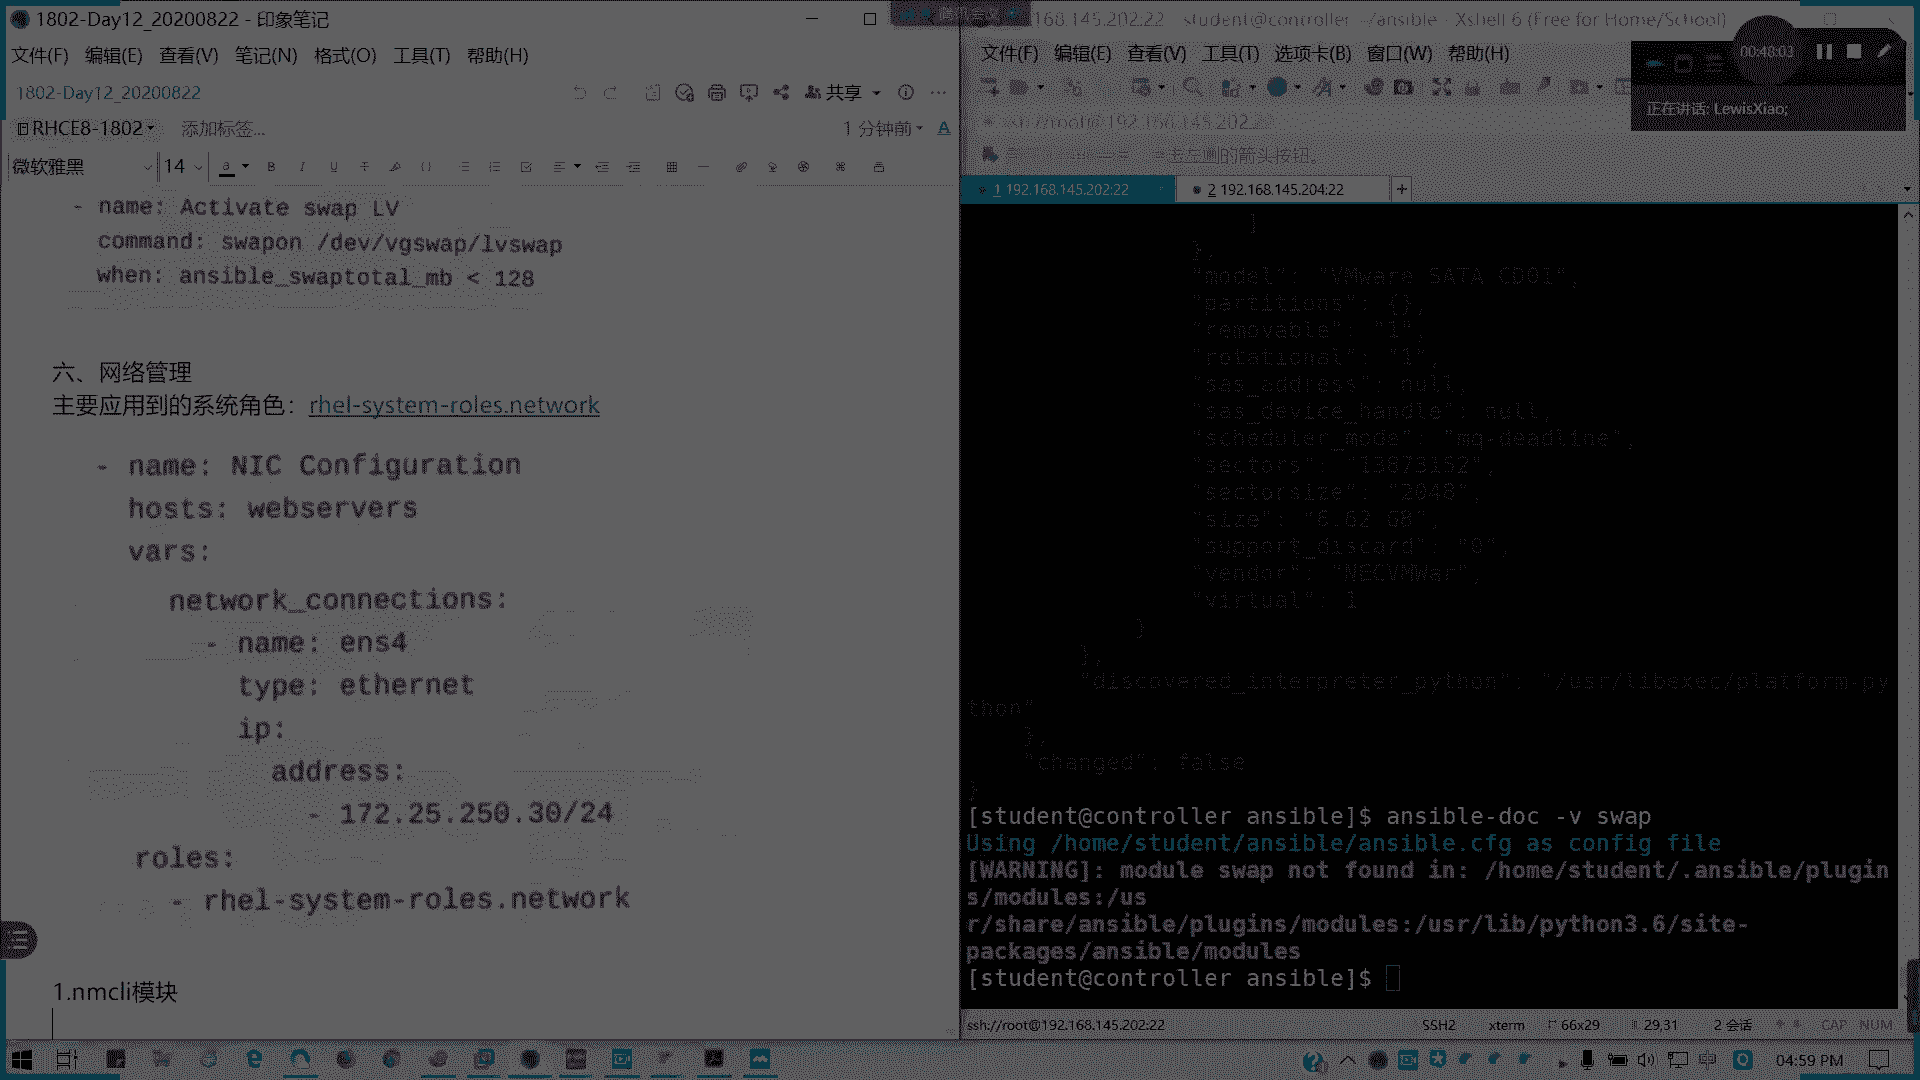 1802-Day12_20200822 - 印象笔记
文件(F) 编辑(E) 查看(V) 笔记(N) 格式(O) 工具(T) 帮助(H)
1802-Day12_20200822
共享
RHCE8-1802
添加标签...
1 分钟前
微软雅黑
14
- name: Activate swap LV
command: swapon /dev/vgswap/lvswap
when: ansible_swaptotal_mb < 128
六、网络管理
主要应用到的系统角色：rhel-system-roles.network
- name: NIC Configuration
hosts: webservers
vars:
network_connections:
- name: ens4
type: ethernet
ip:
address:
- 172.25.250.30/24
roles:
- rhel-system-roles.network
1.nmcli模块
168.145.202:22 student@controller:~/ansible - Xshell 6 (Free for Home/School)
文件(F) 编辑(E) 查看(V) 工具(T) 选项卡(B) 窗口(W) 帮助(H)
00:48:03
正在讲话: LewisXiao;
ssh://root@192.168.145.202:22
的箭头按钮。
1 192.168.145.202:22
2 192.168.145.204:22
+
]
},
"model": "VMware SATA CD01",
"partitions": {},
"removable": "1",
"rotational": "1",
"sas_address": null,
"sas_device_handle": null,
"scheduler_mode": "mq-deadline",
"sectors": "13873152",
"sectorsize": "2048",
"size": "6.62 GB",
"support_discard": "0",
"vendor": "NECVMWar",
"virtual": 1
}
},
"discovered_interpreter_python": "/usr/libexec/platform-py
thon"
},
"changed": false
}
[student@controller ansible]$ ansible-doc -v swap
Using /home/student/ansible/ansible.cfg as config file
[WARNING]: module swap not found in: /home/student/.ansible/plugin
s/modules:/us
r/share/ansible/plugins/modules:/usr/lib/python3.6/site-
packages/ansible/modules
[student@controller ansible]$
ssh://root@192.168.145.202:22
SSH2
xterm
66x29
29,31
2 会话
CAP
NUM
04:59 PM